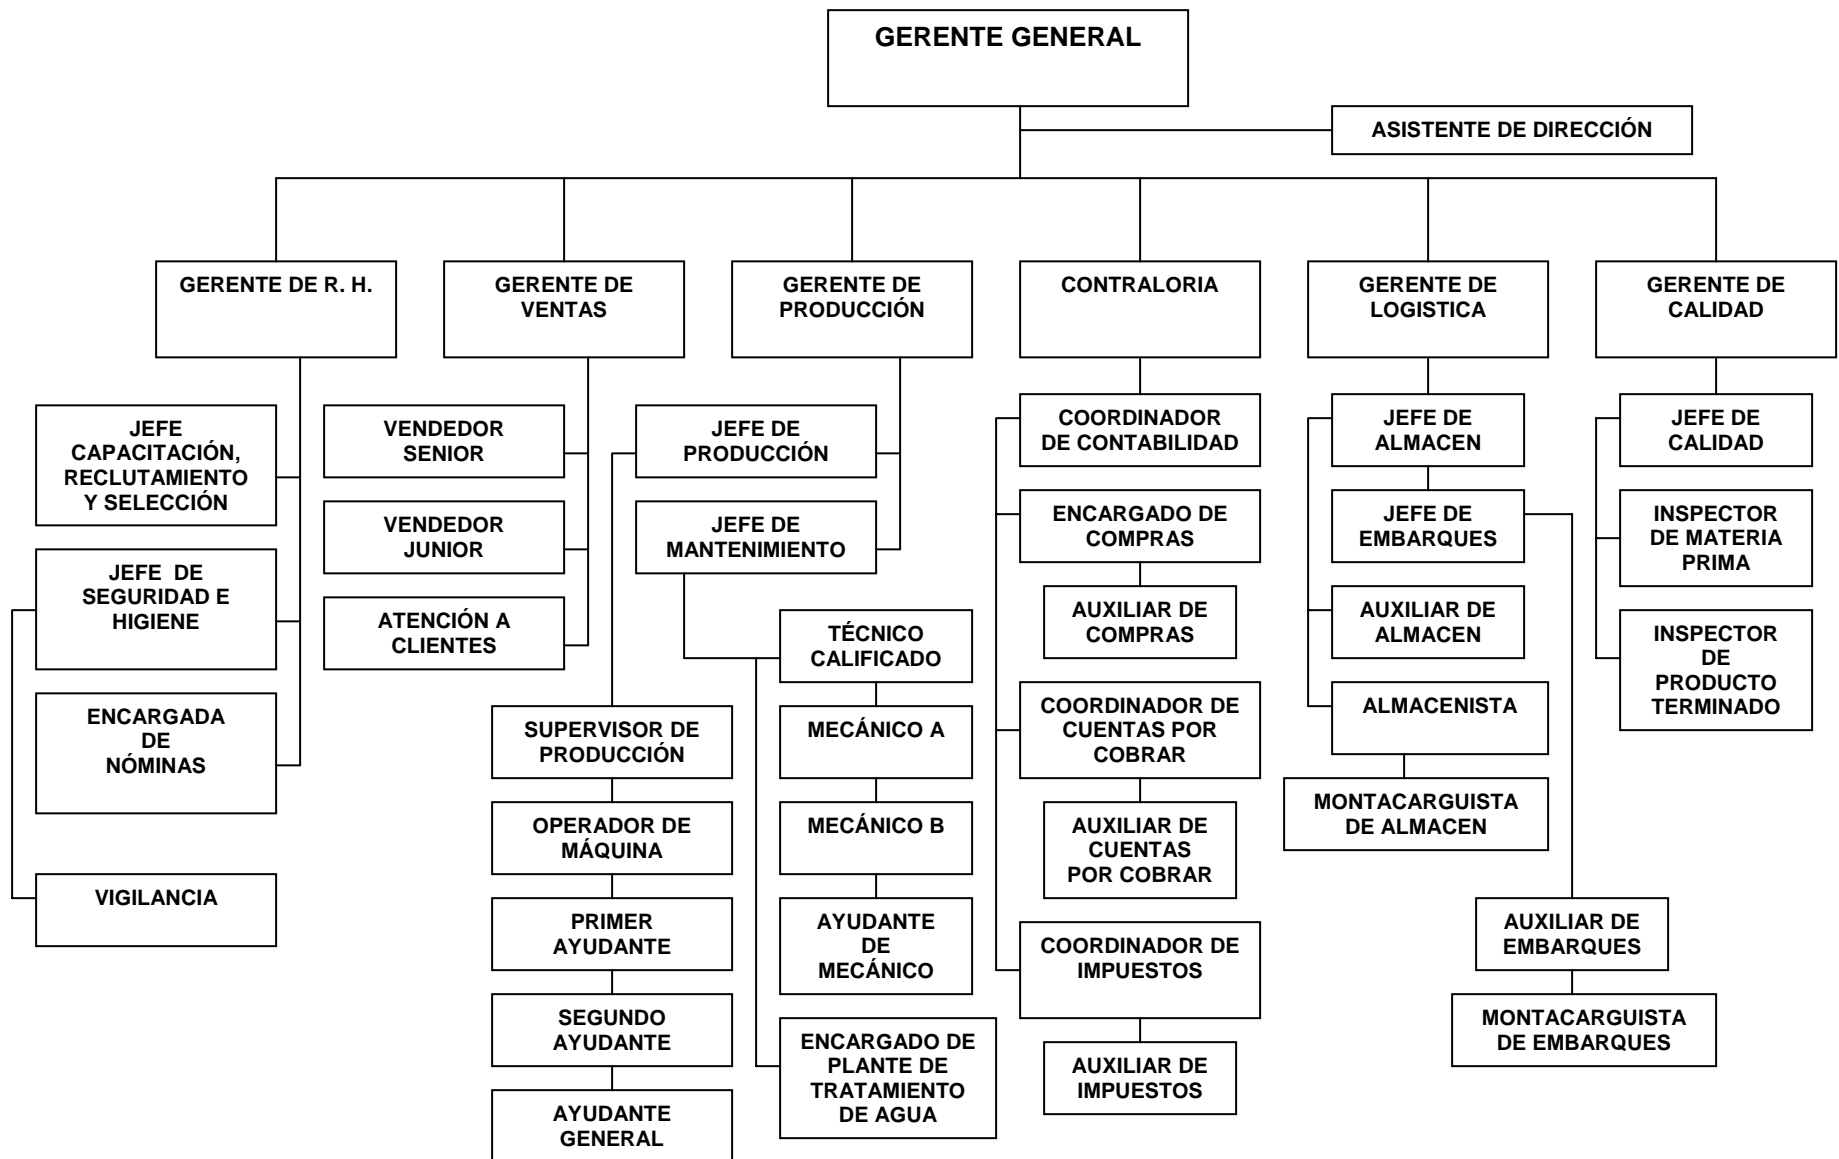 GERENTE GENERAL
ASISTENTE DE DIRECCIÓN
GERENTE DE R. H.
GERENTE DE
VENTAS
GERENTE DE
PRODUCCIÓN
CONTRALORIA
GERENTE DE
LOGISTICA
GERENTE DE
CALIDAD
JEFE
CAPACITACIÓN,
RECLUTAMIENTO
Y SELECCIÓN
JEFE DE
SEGURIDAD E
HIGIENE
ENCARGADA
DE
NÓMINAS
VIGILANCIA
VENDEDOR
SENIOR
VENDEDOR
JUNIOR
ATENCIÓN A
CLIENTES
JEFE DE
PRODUCCIÓN
JEFE DE
MANTENIMIENTO
SUPERVISOR DE
PRODUCCIÓN
OPERADOR DE
MÁQUINA
PRIMER
AYUDANTE
SEGUNDO
AYUDANTE
AYUDANTE
GENERAL
TÉCNICO
CALIFICADO
MECÁNICO A
MECÁNICO B
AYUDANTE
DE
MECÁNICO
ENCARGADO DE
PLANTE DE
TRATAMIENTO
DE AGUA
COORDINADOR
DE CONTABILIDAD
ENCARGADO DE
COMPRAS
AUXILIAR DE
COMPRAS
COORDINADOR DE
CUENTAS POR
COBRAR
AUXILIAR DE
CUENTAS
POR COBRAR
COORDINADOR DE
IMPUESTOS
AUXILIAR DE
IMPUESTOS
JEFE DE
ALMACEN
JEFE DE
EMBARQUES
AUXILIAR DE
ALMACEN
ALMACENISTA
MONTACARGUISTA
DE ALMACEN
AUXILIAR DE
EMBARQUES
MONTACARGUISTA
DE EMBARQUES
JEFE DE
CALIDAD
INSPECTOR
DE MATERIA
PRIMA
INSPECTOR
DE
PRODUCTO
TERMINADO